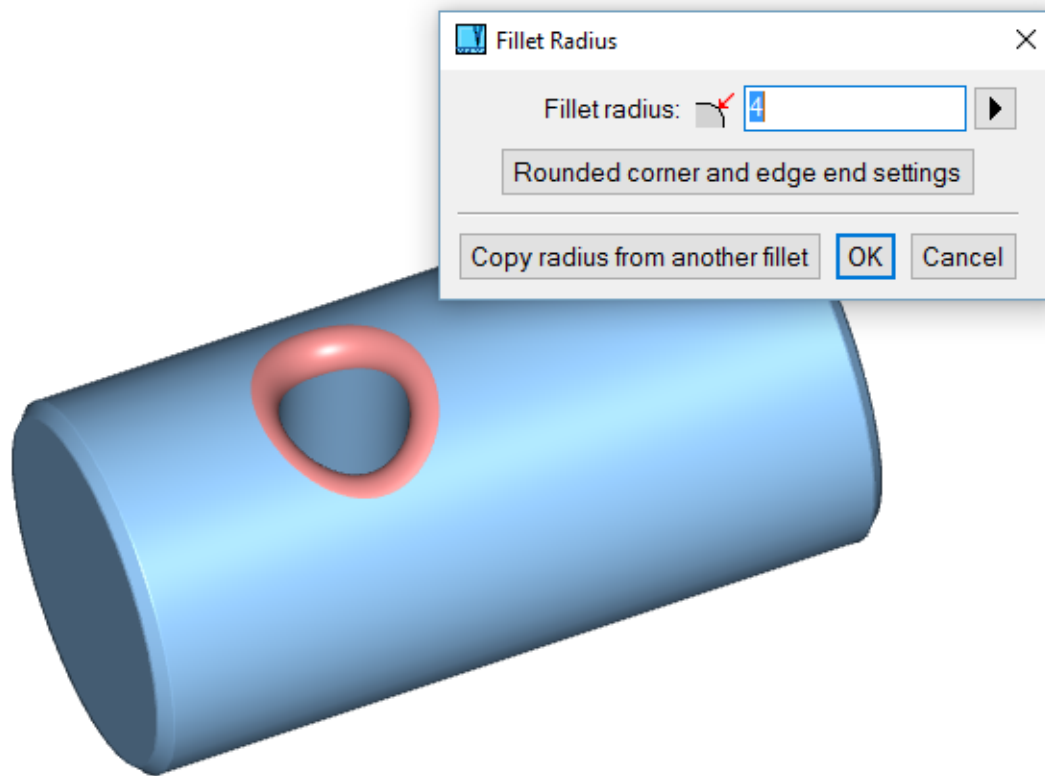 Fillet Radius
Fillet radius: 4
Rounded corner and edge end settings
Copy radius from another fillet OK Cancel